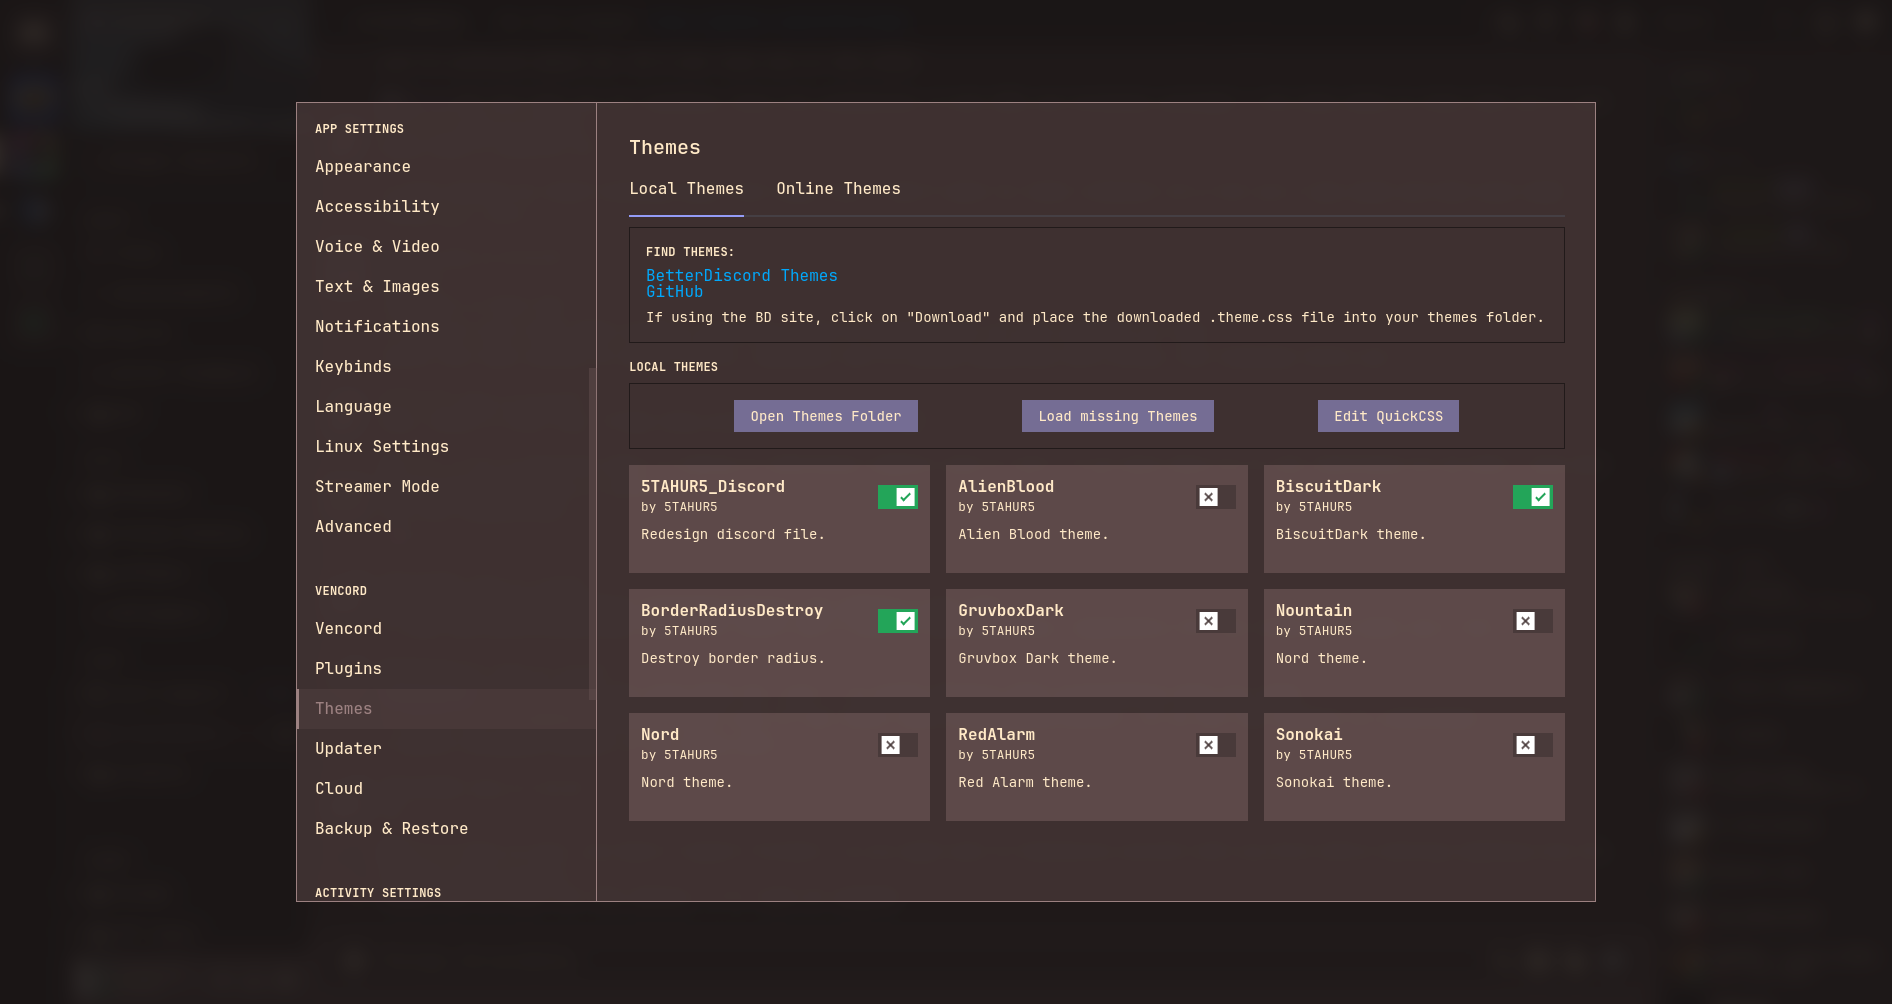 APP SETTINGS
Appearance
Accessibility
Voice & Video
Text & Images
Notifications
Keybinds
Language
Linux Settings
Streamer Mode
Advanced
VENCORD
Vencord
Plugins
Themes
Updater
Cloud
Backup & Restore
ACTIVITY SETTINGS
Themes
Local Themes Online Themes
FIND THEMES:
BetterDiscord Themes
GitHub
If using the BD site, click on "Download" and place the downloaded .theme.css file into your themes folder.
LOCAL THEMES
Open Themes Folder Load missing Themes Edit QuickCSS
5TAHUR5_Discord
by 5TAHUR5
Redesign discord file.
AlienBlood
by 5TAHUR5
Alien Blood theme.
BiscuitDark
by 5TAHUR5
BiscuitDark theme.
BorderRadiusDestroy
by 5TAHUR5
Destroy border radius.
GruvboxDark
by 5TAHUR5
Gruvbox Dark theme.
Nountain
by 5TAHUR5
Nord theme.
Nord
by 5TAHUR5
Nord theme.
RedAlarm
by 5TAHUR5
Red Alarm theme.
Sonokai
by 5TAHUR5
Sonokai theme.